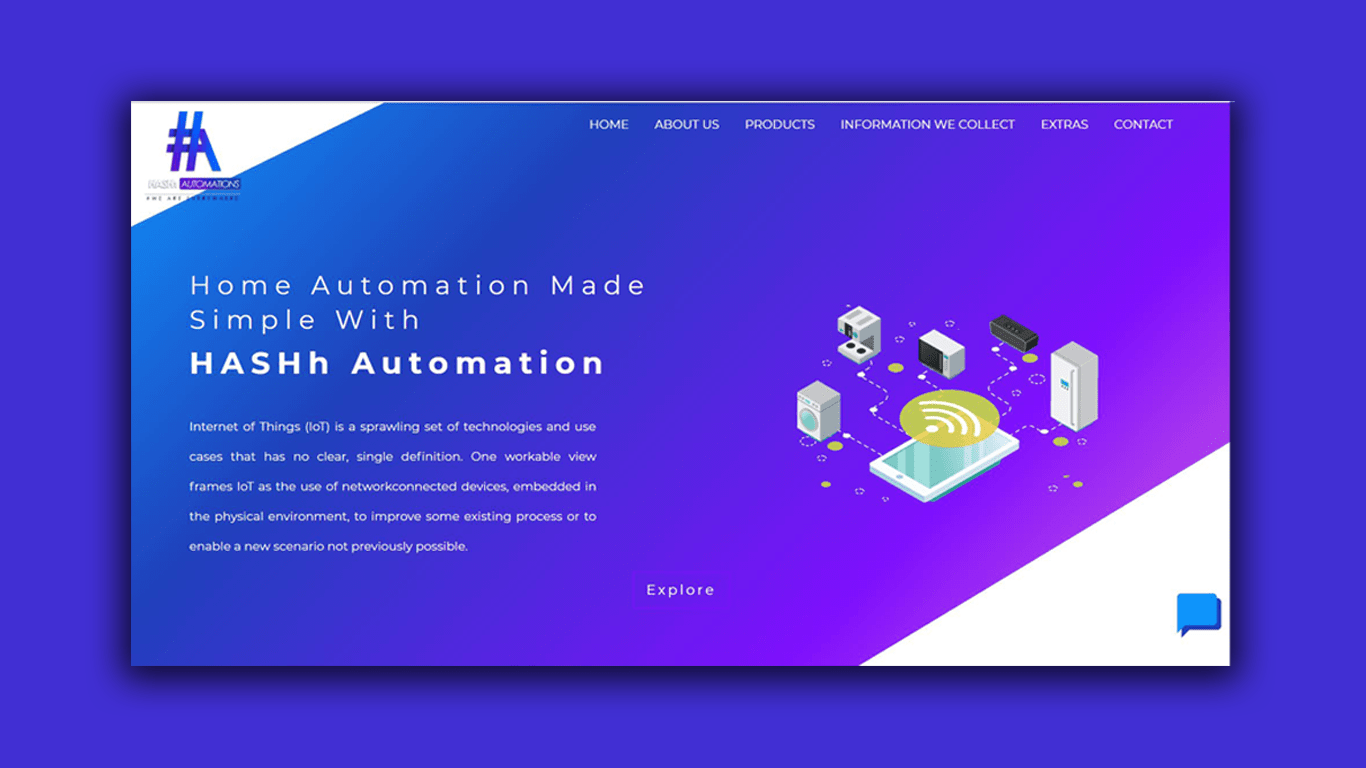 HOME ABOUT US PRODUCTS INFORMATION WE COLLECT EXTRAS CONTACT
HASHh AUTOMATIONS
#WE ARE EVERYWHERE
Home Automation Made
Simple With
HASHh Automation
Internet of Things (IoT) is a sprawling set of technologies and use
cases that has no clear, single definition. One workable view
frames IoT as the use of networkconnected devices, embedded in
the physical environment, to improve some existing process or to
enable a new scenario not previously possible.
Explore